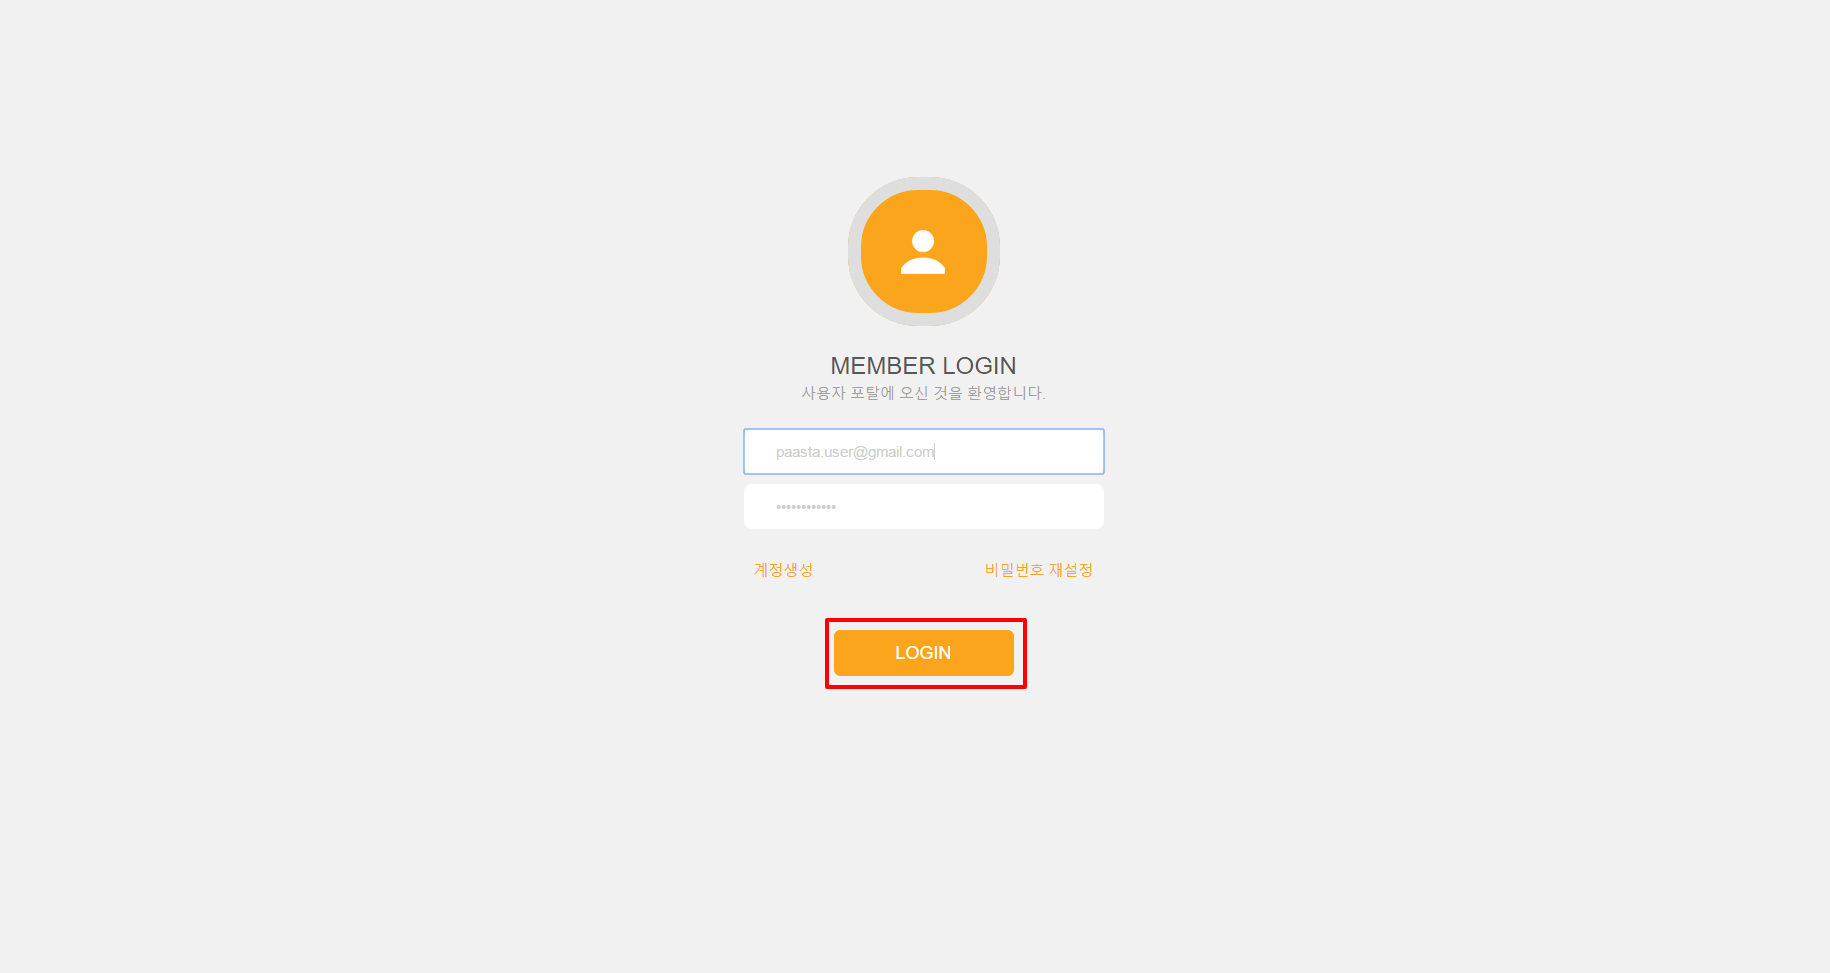 MEMBER LOGIN
사용자 포탈에 오신 것을 환영합니다.
paasta.user@gmail.com
••••••••••••
계정생성 비밀번호 재설정
LOGIN